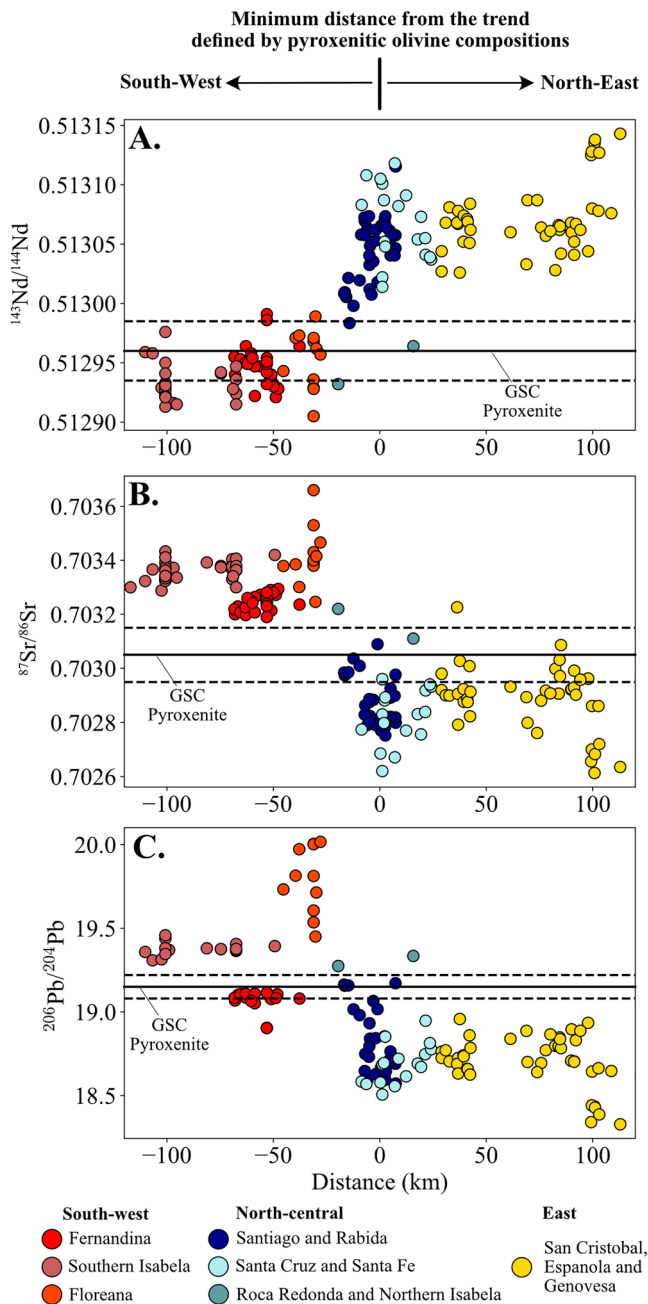 Minimum distance from the trend
defined by pyroxenitic olivine compositions
South-West
North-East
A.
0.51315
0.51310
0.51305
0.51300
0.51295
0.51290
143Nd/144Nd
GSC
Pyroxenite
−100
−50
0
50
100
B.
0.7036
0.7034
0.7032
0.7030
0.7028
0.7026
87Sr/86Sr
GSC
Pyroxenite
−100
−50
0
50
100
C.
20.0
19.5
19.0
18.5
206Pb/204Pb
GSC
Pyroxenite
−100
−50
0
50
100
Distance (km)
South-west
Fernandina
Southern Isabela
Floreana
North-central
Santiago and Rabida
Santa Cruz and Santa Fe
Roca Redonda and Northern Isabela
East
San Cristobal,
Espanola and
Genovesa